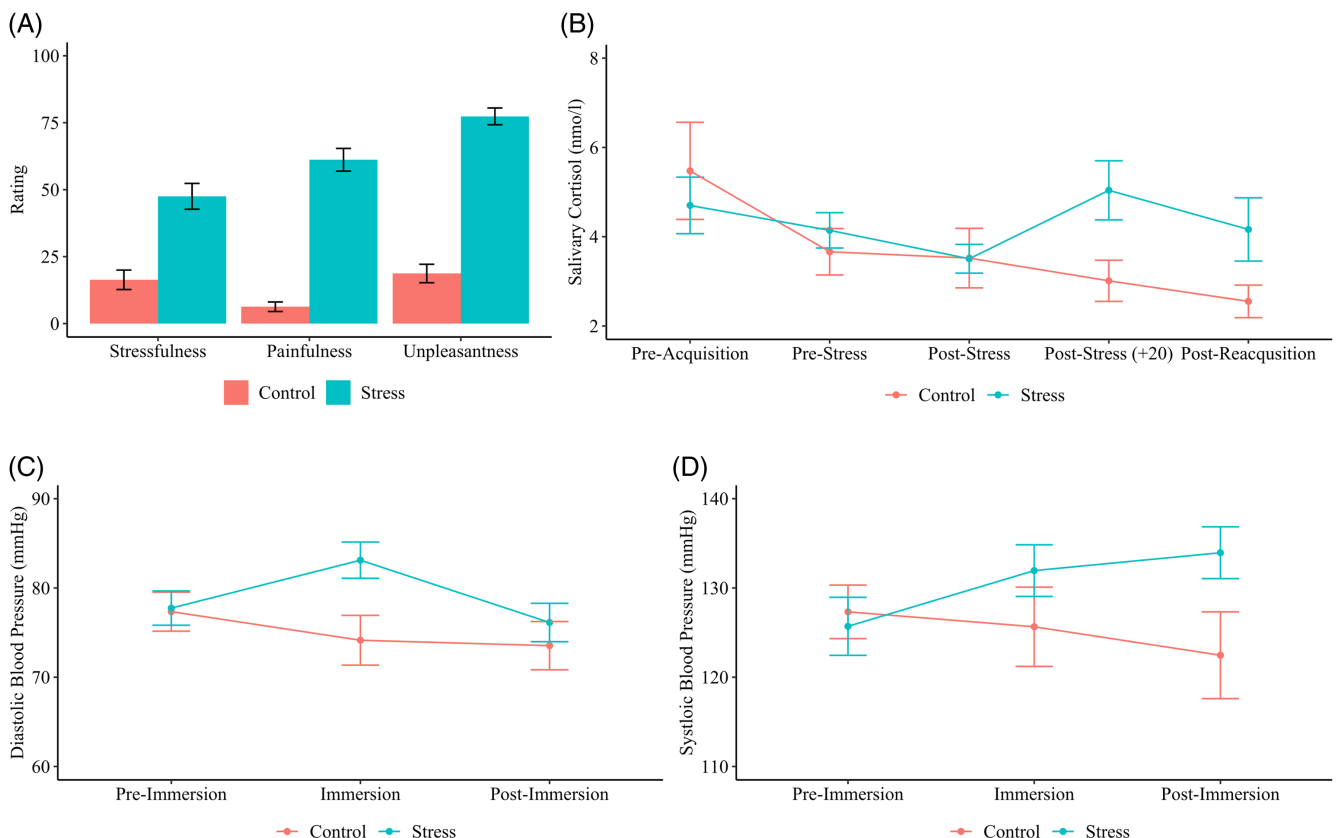 (A)
100
75
50
25
0
Rating
Stressfulness Painfulness Unpleasantness
Control Stress
(B)
8
6
4
2
Salivary Cortisol (nmo/l)
Pre-Acquisition Pre-Stress Post-Stress Post-Stress (+20) Post-Reacqusition
Control Stress
(C)
90
80
70
60
Diastolic Blood Pressure (mmHg)
Pre-Immersion Immersion Post-Immersion
Control Stress
(D)
140
130
120
110
Systloic Blood Pressure (mmHg)
Pre-Immersion Immersion Post-Immersion
Control Stress